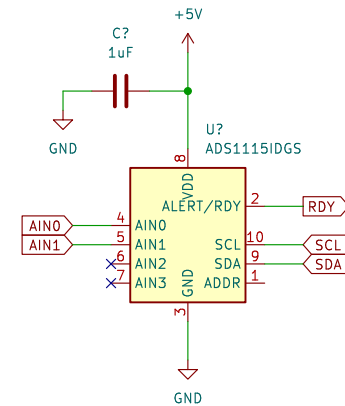 +5V
C?
1uF
GND
U?
ADS1115IDGS
8
VDD
ALERT/RDY 2 RDY
AIN0 4 AIN0
AIN1 5 AIN1 SCL 10 SCL
6 AIN2 SDA 9 SDA
7 AIN3 ADDR 1
GND
3
GND